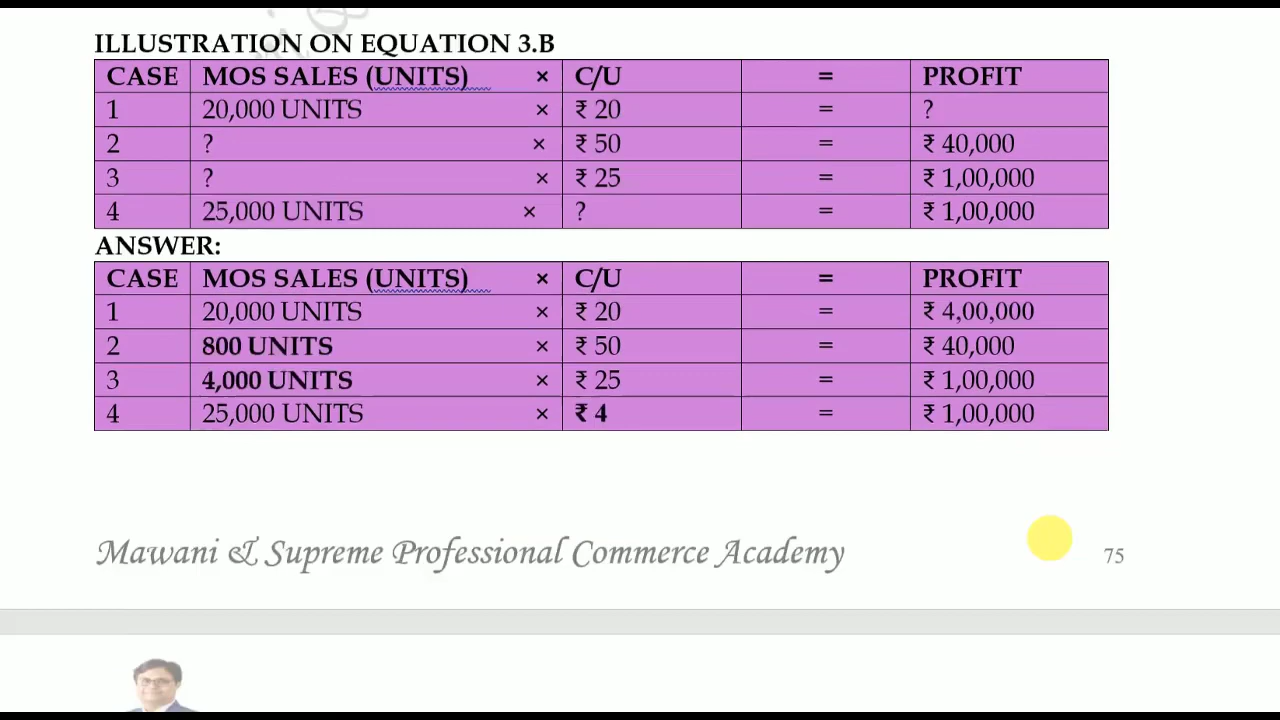 ILLUSTRATION ON EQUATION 3.B
CASE MOS SALES (UNITS) × C/U = PROFIT
1 20,000 UNITS × ₹ 20 = ?
2 ? × ₹ 50 = ₹ 40,000
3 ? × ₹ 25 = ₹ 1,00,000
4 25,000 UNITS × ? = ₹ 1,00,000
ANSWER:
CASE MOS SALES (UNITS) × C/U = PROFIT
1 20,000 UNITS × ₹ 20 = ₹ 4,00,000
2 800 UNITS × ₹ 50 = ₹ 40,000
3 4,000 UNITS × ₹ 25 = ₹ 1,00,000
4 25,000 UNITS × ₹ 4 = ₹ 1,00,000
Mawani & Supreme Professional Commerce Academy 75